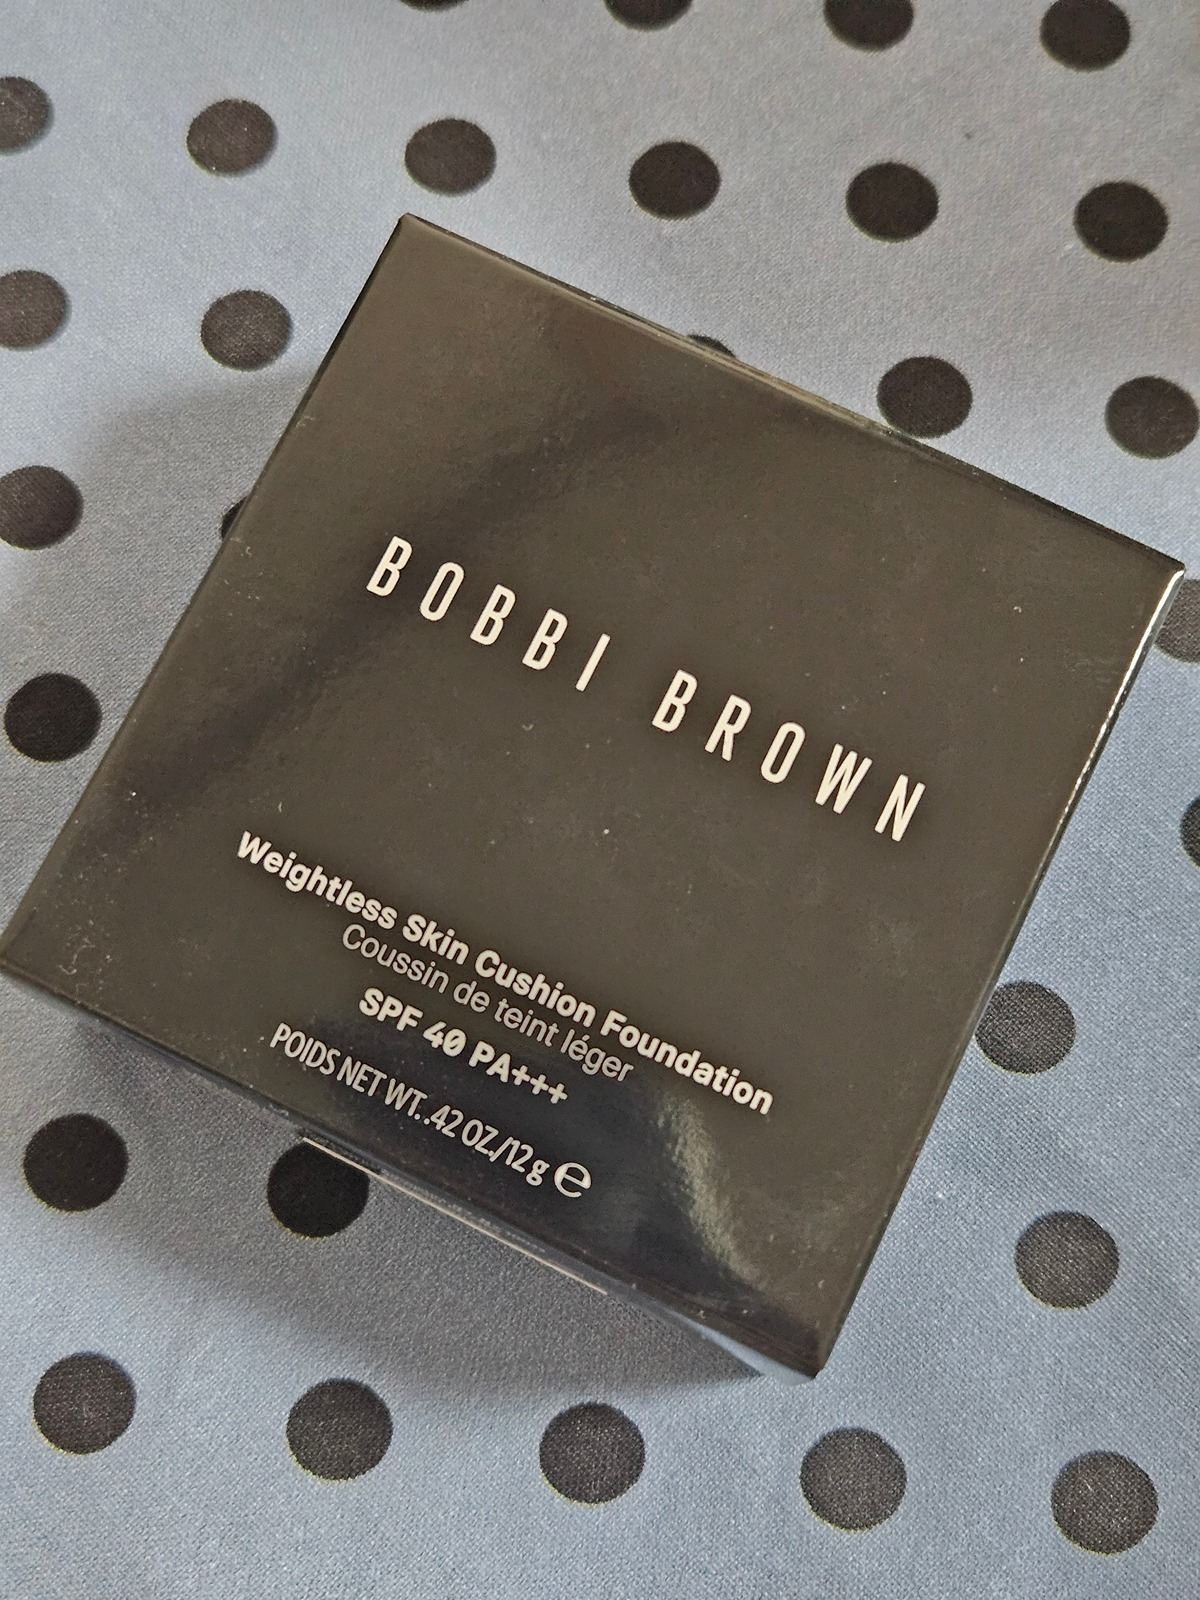 BOBBI BROWN
Weightless Skin Cushion Foundation
Coussin de teint léger
SPF 40 PA+++
POIDS NET WT. .42 OZ./12 g ℮